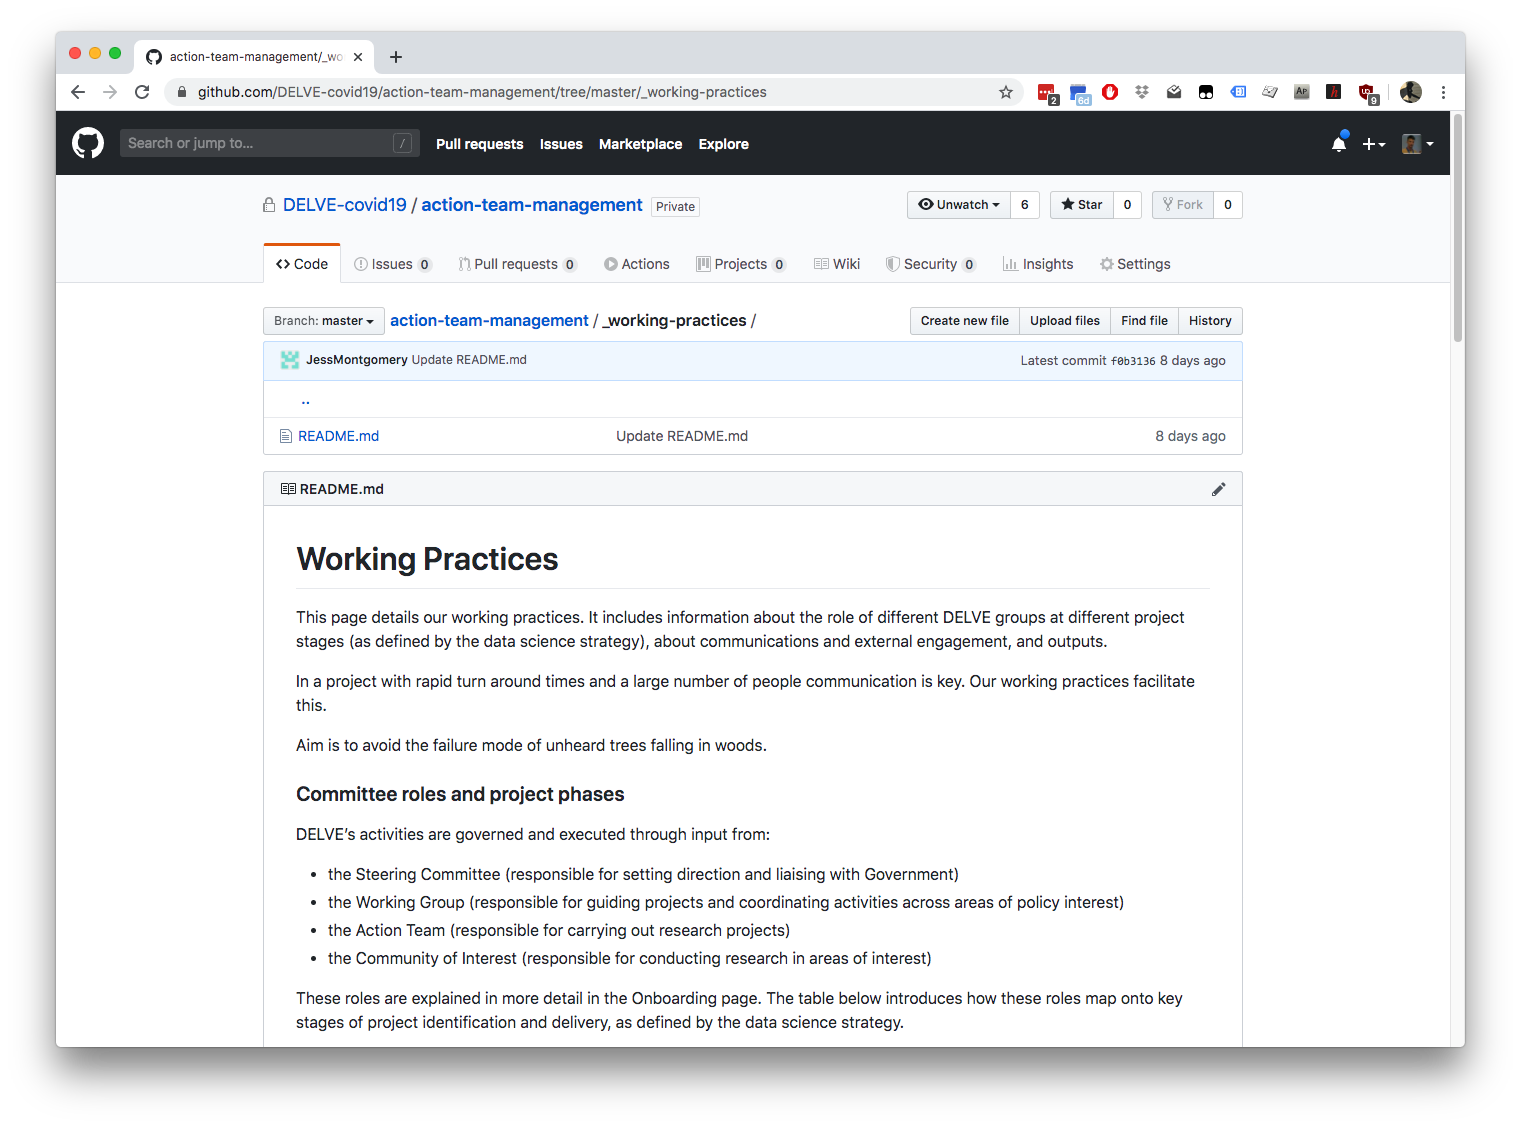 action-team-management/_wo
github.com/DELVE-covid19/action-team-management/tree/master/_working-practices
2
6d
AP
h
9
Search or jump to...
/
Pull requests
Issues
Marketplace
Explore
DELVE-covid19 / action-team-management Private
Unwatch 6
Star 0
Fork 0
Code
Issues 0
Pull requests 0
Actions
Projects 0
Wiki
Security 0
Insights
Settings
Branch: master
action-team-management / _working-practices /
Create new file
Upload files
Find file
History
JessMontgomery Update README.md
Latest commit f0b3136 8 days ago
..
README.md
Update README.md
8 days ago
README.md
Working Practices
This page details our working practices. It includes information about the role of different DELVE groups at different project
stages (as defined by the data science strategy), about communications and external engagement, and outputs.
In a project with rapid turn around times and a large number of people communication is key. Our working practices facilitate
this.
Aim is to avoid the failure mode of unheard trees falling in woods.
Committee roles and project phases
DELVE's activities are governed and executed through input from:
• the Steering Committee (responsible for setting direction and liaising with Government)
• the Working Group (responsible for guiding projects and coordinating activities across areas of policy interest)
• the Action Team (responsible for carrying out research projects)
• the Community of Interest (responsible for conducting research in areas of interest)
These roles are explained in more detail in the Onboarding page. The table below introduces how these roles map onto key
stages of project identification and delivery, as defined by the data science strategy.